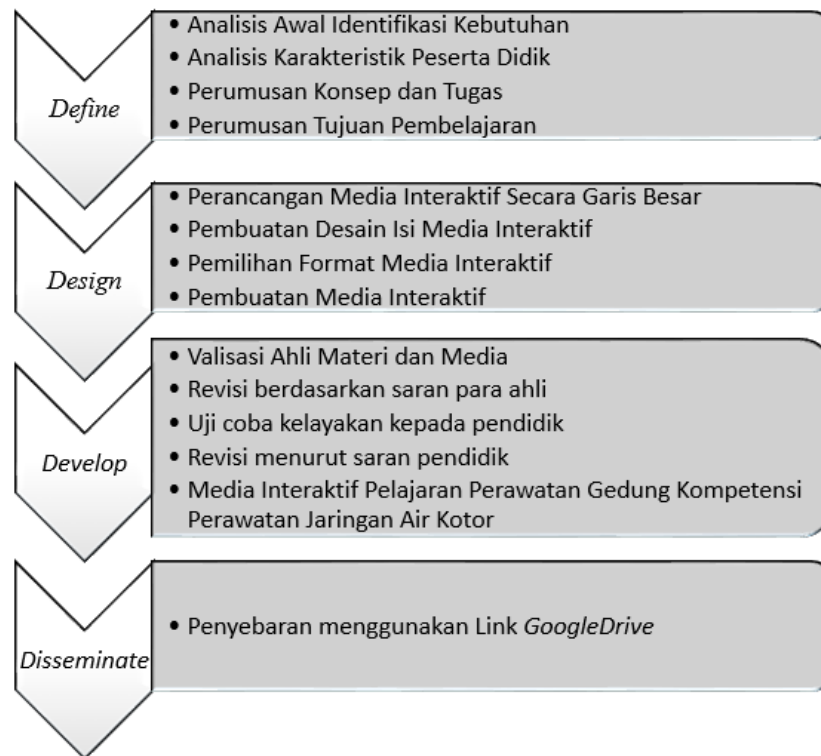 Define
• Analisis Awal Identifikasi Kebutuhan
• Analisis Karakteristik Peserta Didik
• Perumusan Konsep dan Tugas
• Perumusan Tujuan Pembelajaran
Design
• Perancangan Media Interaktif Secara Garis Besar
• Pembuatan Desain Isi Media Interaktif
• Pemilihan Format Media Interaktif
• Pembuatan Media Interaktif
Develop
• Valisasi Ahli Materi dan Media
• Revisi berdasarkan saran para ahli
• Uji coba kelayakan kepada pendidik
• Revisi menurut saran pendidik
• Media Interaktif Pelajaran Perawatan Gedung Kompetensi
Perawatan Jaringan Air Kotor
Disseminate
• Penyebaran menggunakan Link GoogleDrive